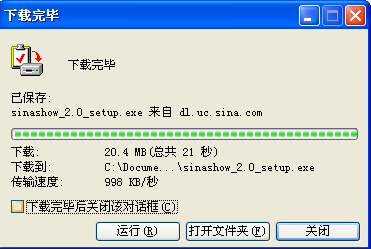 下载完毕
下载完毕
已保存:
sinashow_2.0_setup.exe 来自 dl.uc.sina.com
下载: 20.4 MB(总共 21 秒)
下载到: C:\Docume...\sinashow_2.0_setup.exe
传输速度: 998 KB/秒
下载完毕后关闭该对话框(C)
运行(R) 打开文件夹(F) 关闭